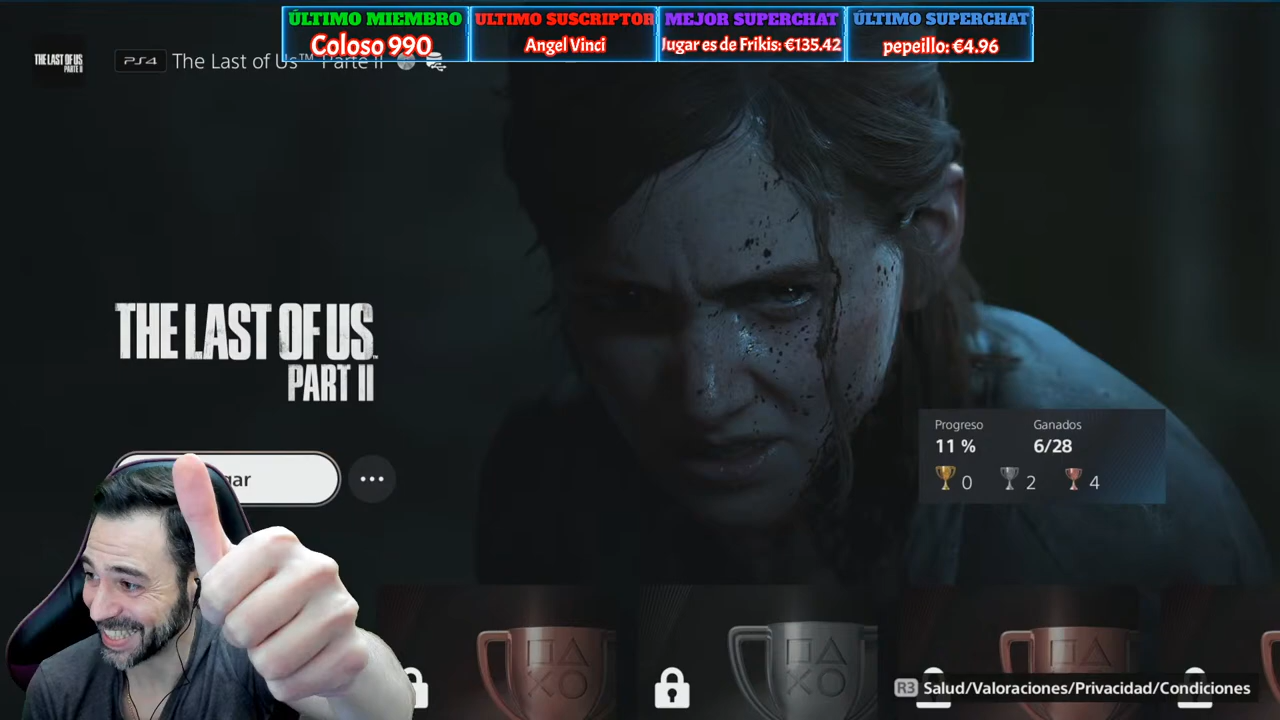 ÚLTIMO MIEMBRO
Coloso 990
ULTIMO SUSCRIPTOR
Angel Vinci
MEJOR SUPERCHAT
Jugar es de Frikis: €135.42
ÚLTIMO SUPERCHAT
pepeillo: €4.96
THE LAST OF US
PART II
PS4 The Last of Us™ Parte II
THE LAST OF US™
PART II
gar
Progreso
11 %
Ganados
6/28
0 2 4
R3 Salud/Valoraciones/Privacidad/Condiciones